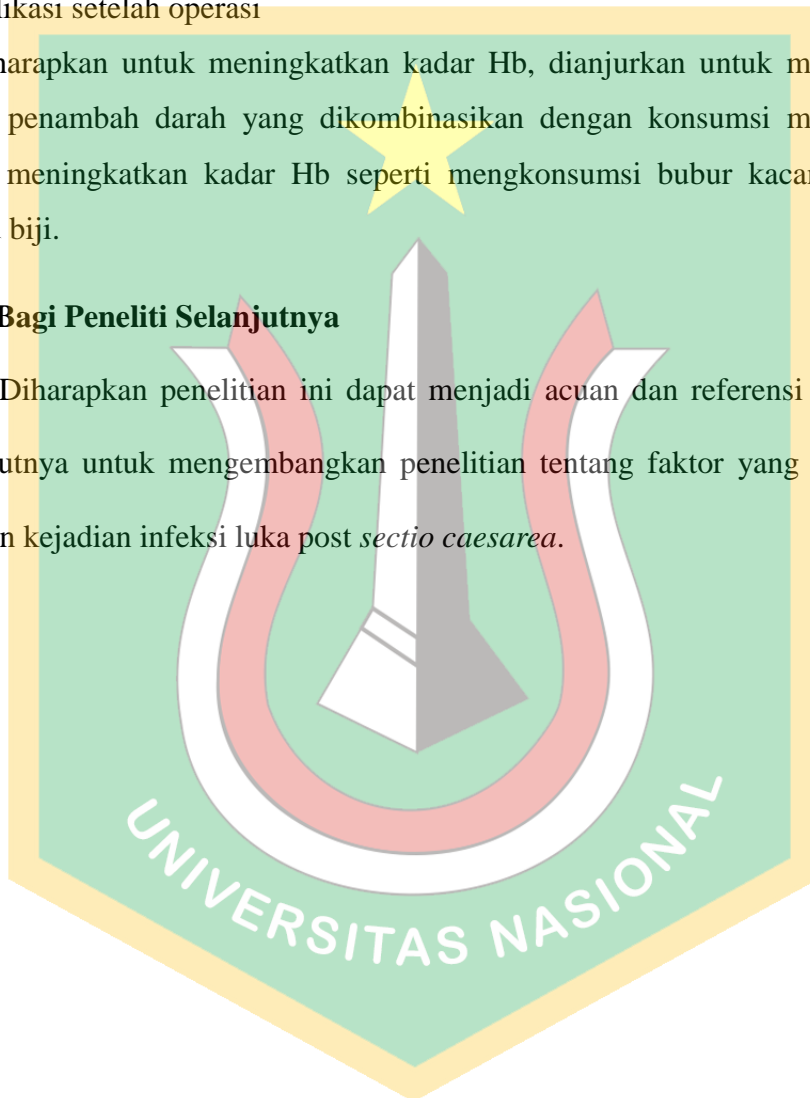 likasi setelah operasi
harapkan untuk meningkatkan kadar Hb, dianjurkan untuk m
penambah darah yang dikombinasikan dengan konsumsi m
meningkatkan kadar Hb seperti mengkonsumsi bubur kaca
biji.
Bagi Peneliti Selanjutnya
Diharapkan penelitian ini dapat menjadi acuan dan referensi
utnya untuk mengembangkan penelitian tentang faktor yang
n kejadian infeksi luka post sectio caesarea.
UNIVERSITAS NASIONAL